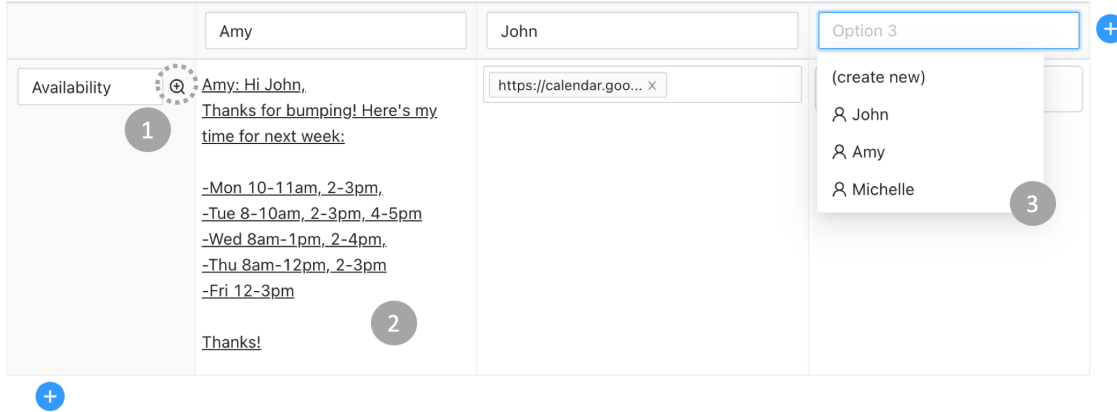 Amy
John
Option 3
Availability
1
Amy: Hi John,
Thanks for bumping! Here's my
time for next week:
-Mon 10-11am, 2-3pm,
-Tue 8-10am, 2-3pm, 4-5pm
-Wed 8am-1pm, 2-4pm,
-Thu 8am-12pm, 2-3pm
-Fri 12-3pm
Thanks!
2
https://calendar.goo... ×
(create new)
John
Amy
Michelle
3